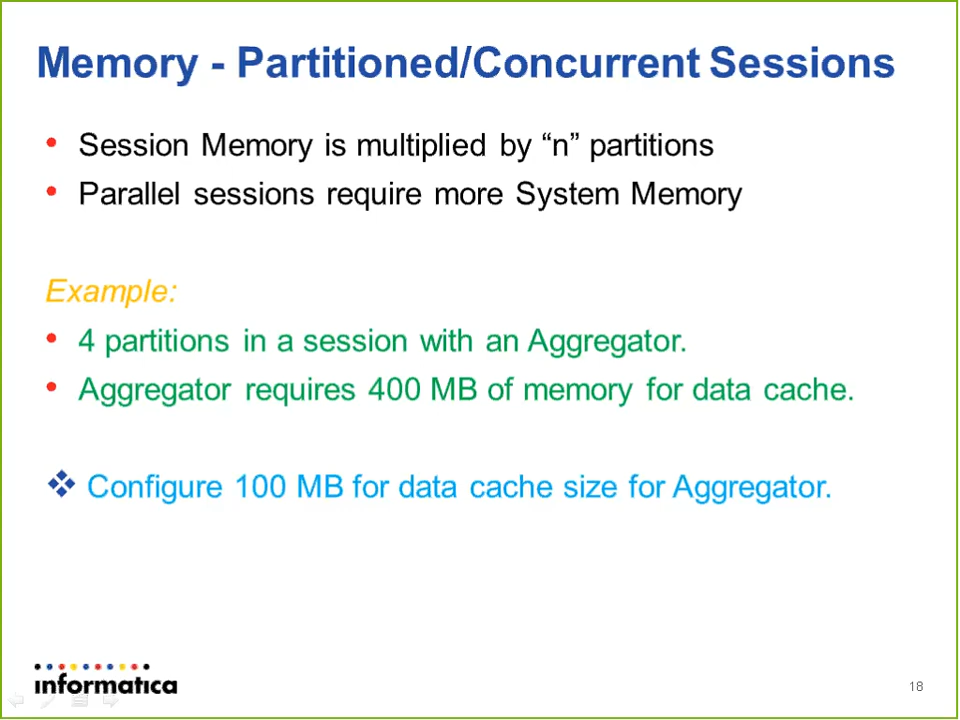 Memory - Partitioned/Concurrent Sessions
• Session Memory is multiplied by “n” partitions
• Parallel sessions require more System Memory
Example:
• 4 partitions in a session with an Aggregator.
• Aggregator requires 400 MB of memory for data cache.
❖ Configure 100 MB for data cache size for Aggregator.
informatica
18